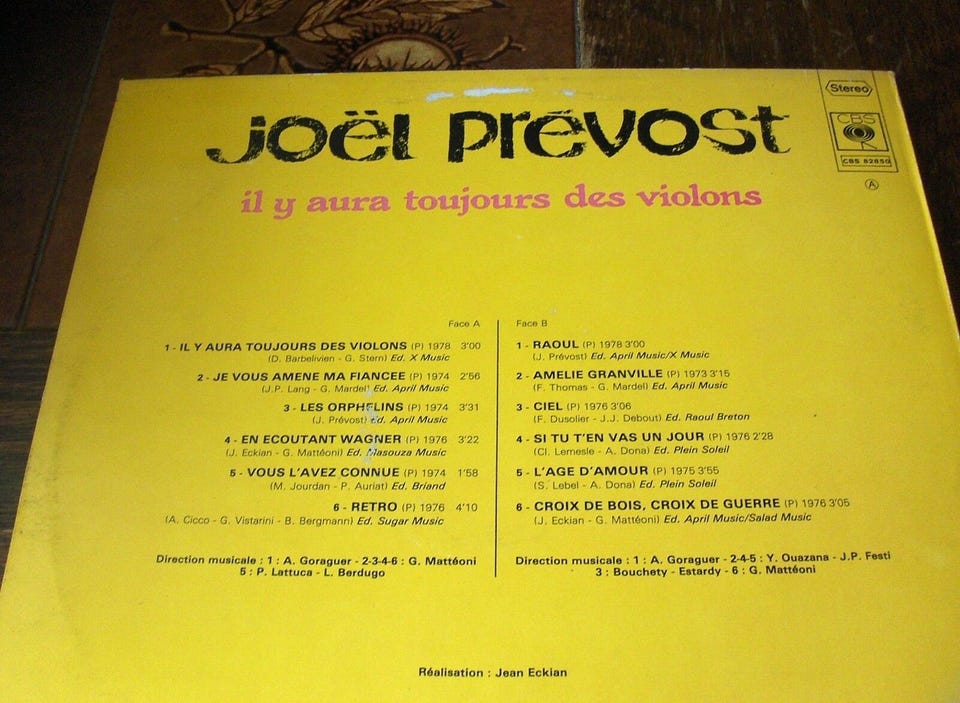 Stereo
CBS
CBS 82850
A
joël prévost
il y aura toujours des violons
Face A
1 - IL Y AURA TOUJOURS DES VIOLONS (P) 1978 3'00
(D. Barbelivien - G. Stern) Ed. X Music
2 - JE VOUS AMENE MA FIANCEE (P) 1974 2'56
(J.P. Lang - G. Mardel) Ed. April Music
3 - LES ORPHELINS (P) 1974 3'31
(J. Prévost) ed. April Music
4 - EN ECOUTANT WAGNER (P) 1976 3'22
(J. Eckian - G. Mattéoni) Ed. Masouza Music
5 - VOUS L'AVEZ CONNUE (P) 1974 1'58
(M. Jourdan - P. Auriat) Ed. Briand
6 - RETRO (P) 1976 4'10
(A. Cicco - G. Vistarini - B. Bergmann) Ed. Sugar Music
Direction musicale : 1 : A. Goraguer - 2-3-4-6 : G. Mattéoni
5 : P. Lattuca - L. Berdugo
Face B
1 - RAOUL (P) 1978 3'00
(J. Prévost) Ed. April Music/X Music
2 - AMELIE GRANVILLE (P) 1973 3'15
(F. Thomas - G. Mardel) Ed. April Music
3 - CIEL (P) 1976 3'06
(F. Dusolier - J.J. Debout) Ed. Raoul Breton
4 - SI TU T'EN VAS UN JOUR (P) 1976 2'28
(Cl. Lemesle - A. Dona) Ed. Plein Soleil
5 - L'AGE D'AMOUR (P) 1975 3'55
(S. Lebel - A. Dona) Ed. Plein Soleil
6 - CROIX DE BOIS, CROIX DE GUERRE (P) 1976 3'05
(J. Eckian - G. Mattéoni) Ed. April Music/Salad Music
Direction musicale : 1 : A. Goraguer - 2-4-5 : Y. Ouazana - J.P. Festi
3 : Bouchety - Estardy - 6 : G. Mattéoni
Réalisation : Jean Eckian